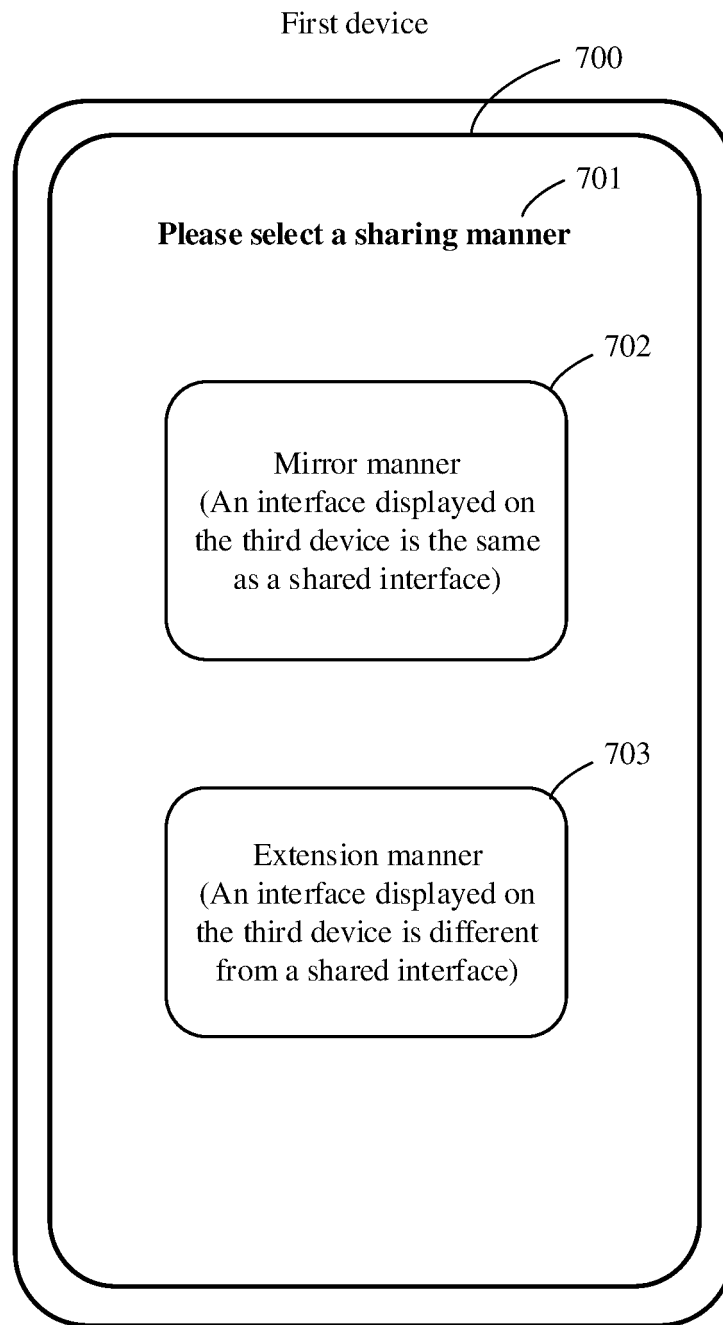 First device
700
701
Please select a sharing manner
702
Mirror manner
(An interface displayed on
the third device is the same
as a shared interface)
703
Extension manner
(An interface displayed on
the third device is different
from a shared interface)